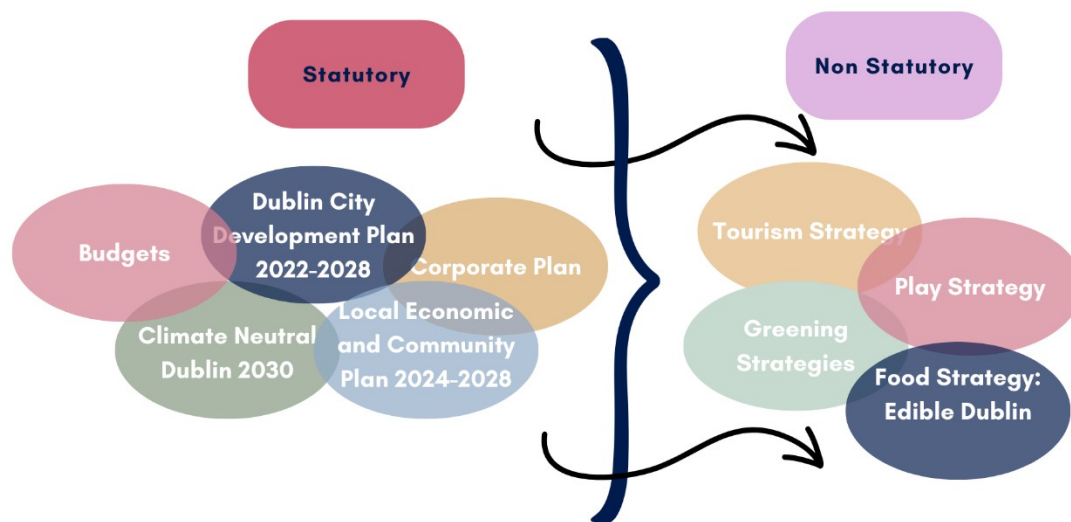 Statutory
Non Statutory
Budgets
Dublin City
Development Plan
2022-2028
Corporate Plan
Climate Neutral
Dublin 2030
Local Economic
and Community
Plan 2024-2028
Tourism Strategy
Play Strategy
Greening
Strategies
Food Strategy:
Edible Dublin